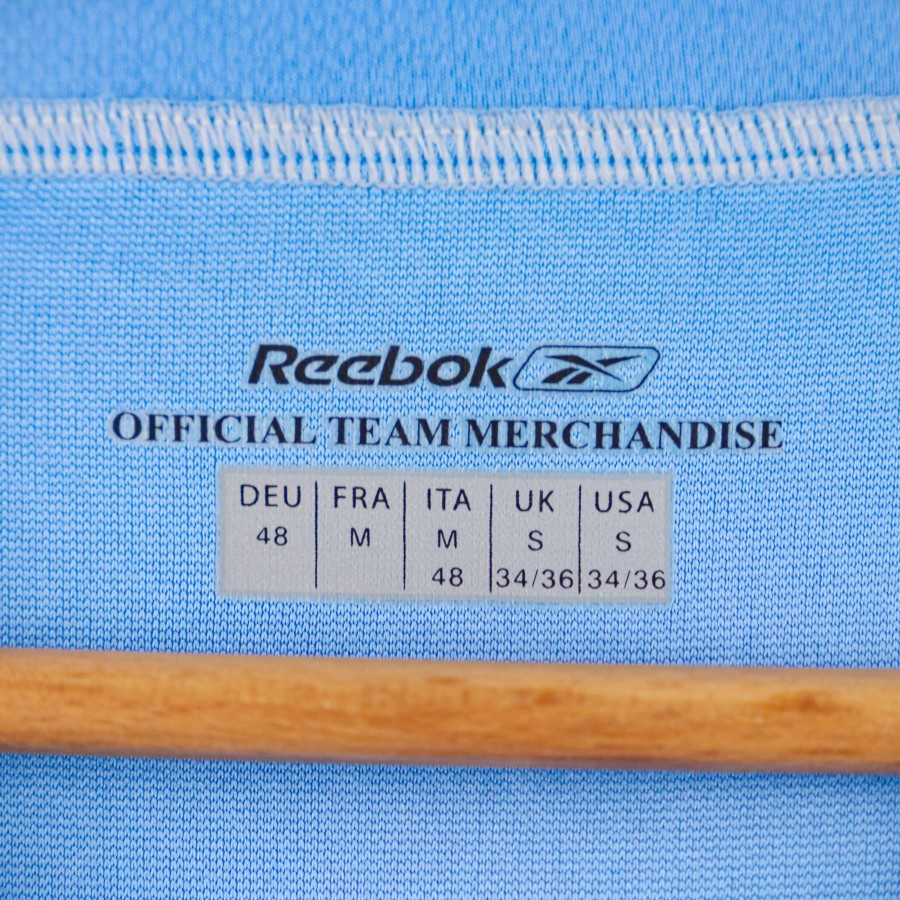 Reebok
OFFICIAL TEAM MERCHANDISE
DEU FRA ITA UK USA
48 M M S S
48 34/36 34/36